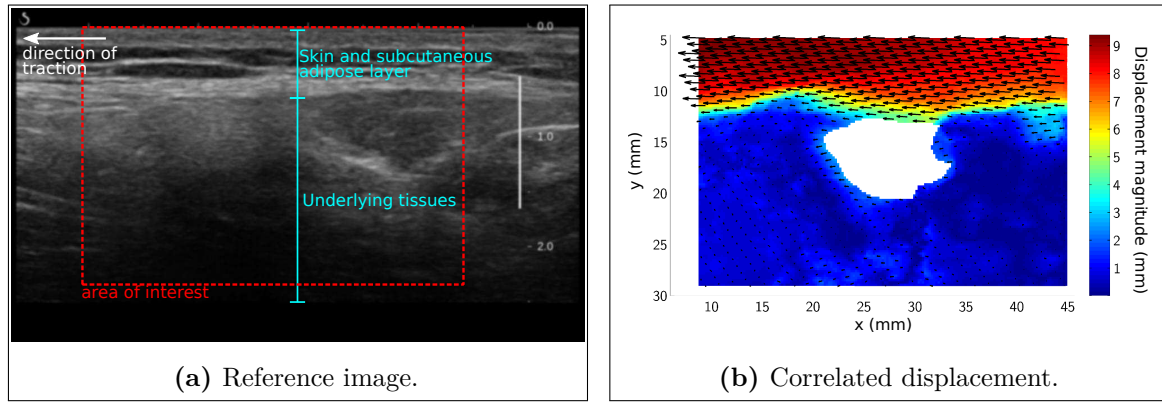 S
0.0
direction of
traction
Skin and subcutaneous
adipose layer
1.0
Underlying tissues
2.0
area of interest
(a) Reference image.
5
10
15
20
25
30
y (mm)
10 15 20 25 30 35 40 45
x (mm)
9
8
7
6
5
4
3
2
1
Displacement magnitude (mm)
(b) Correlated displacement.